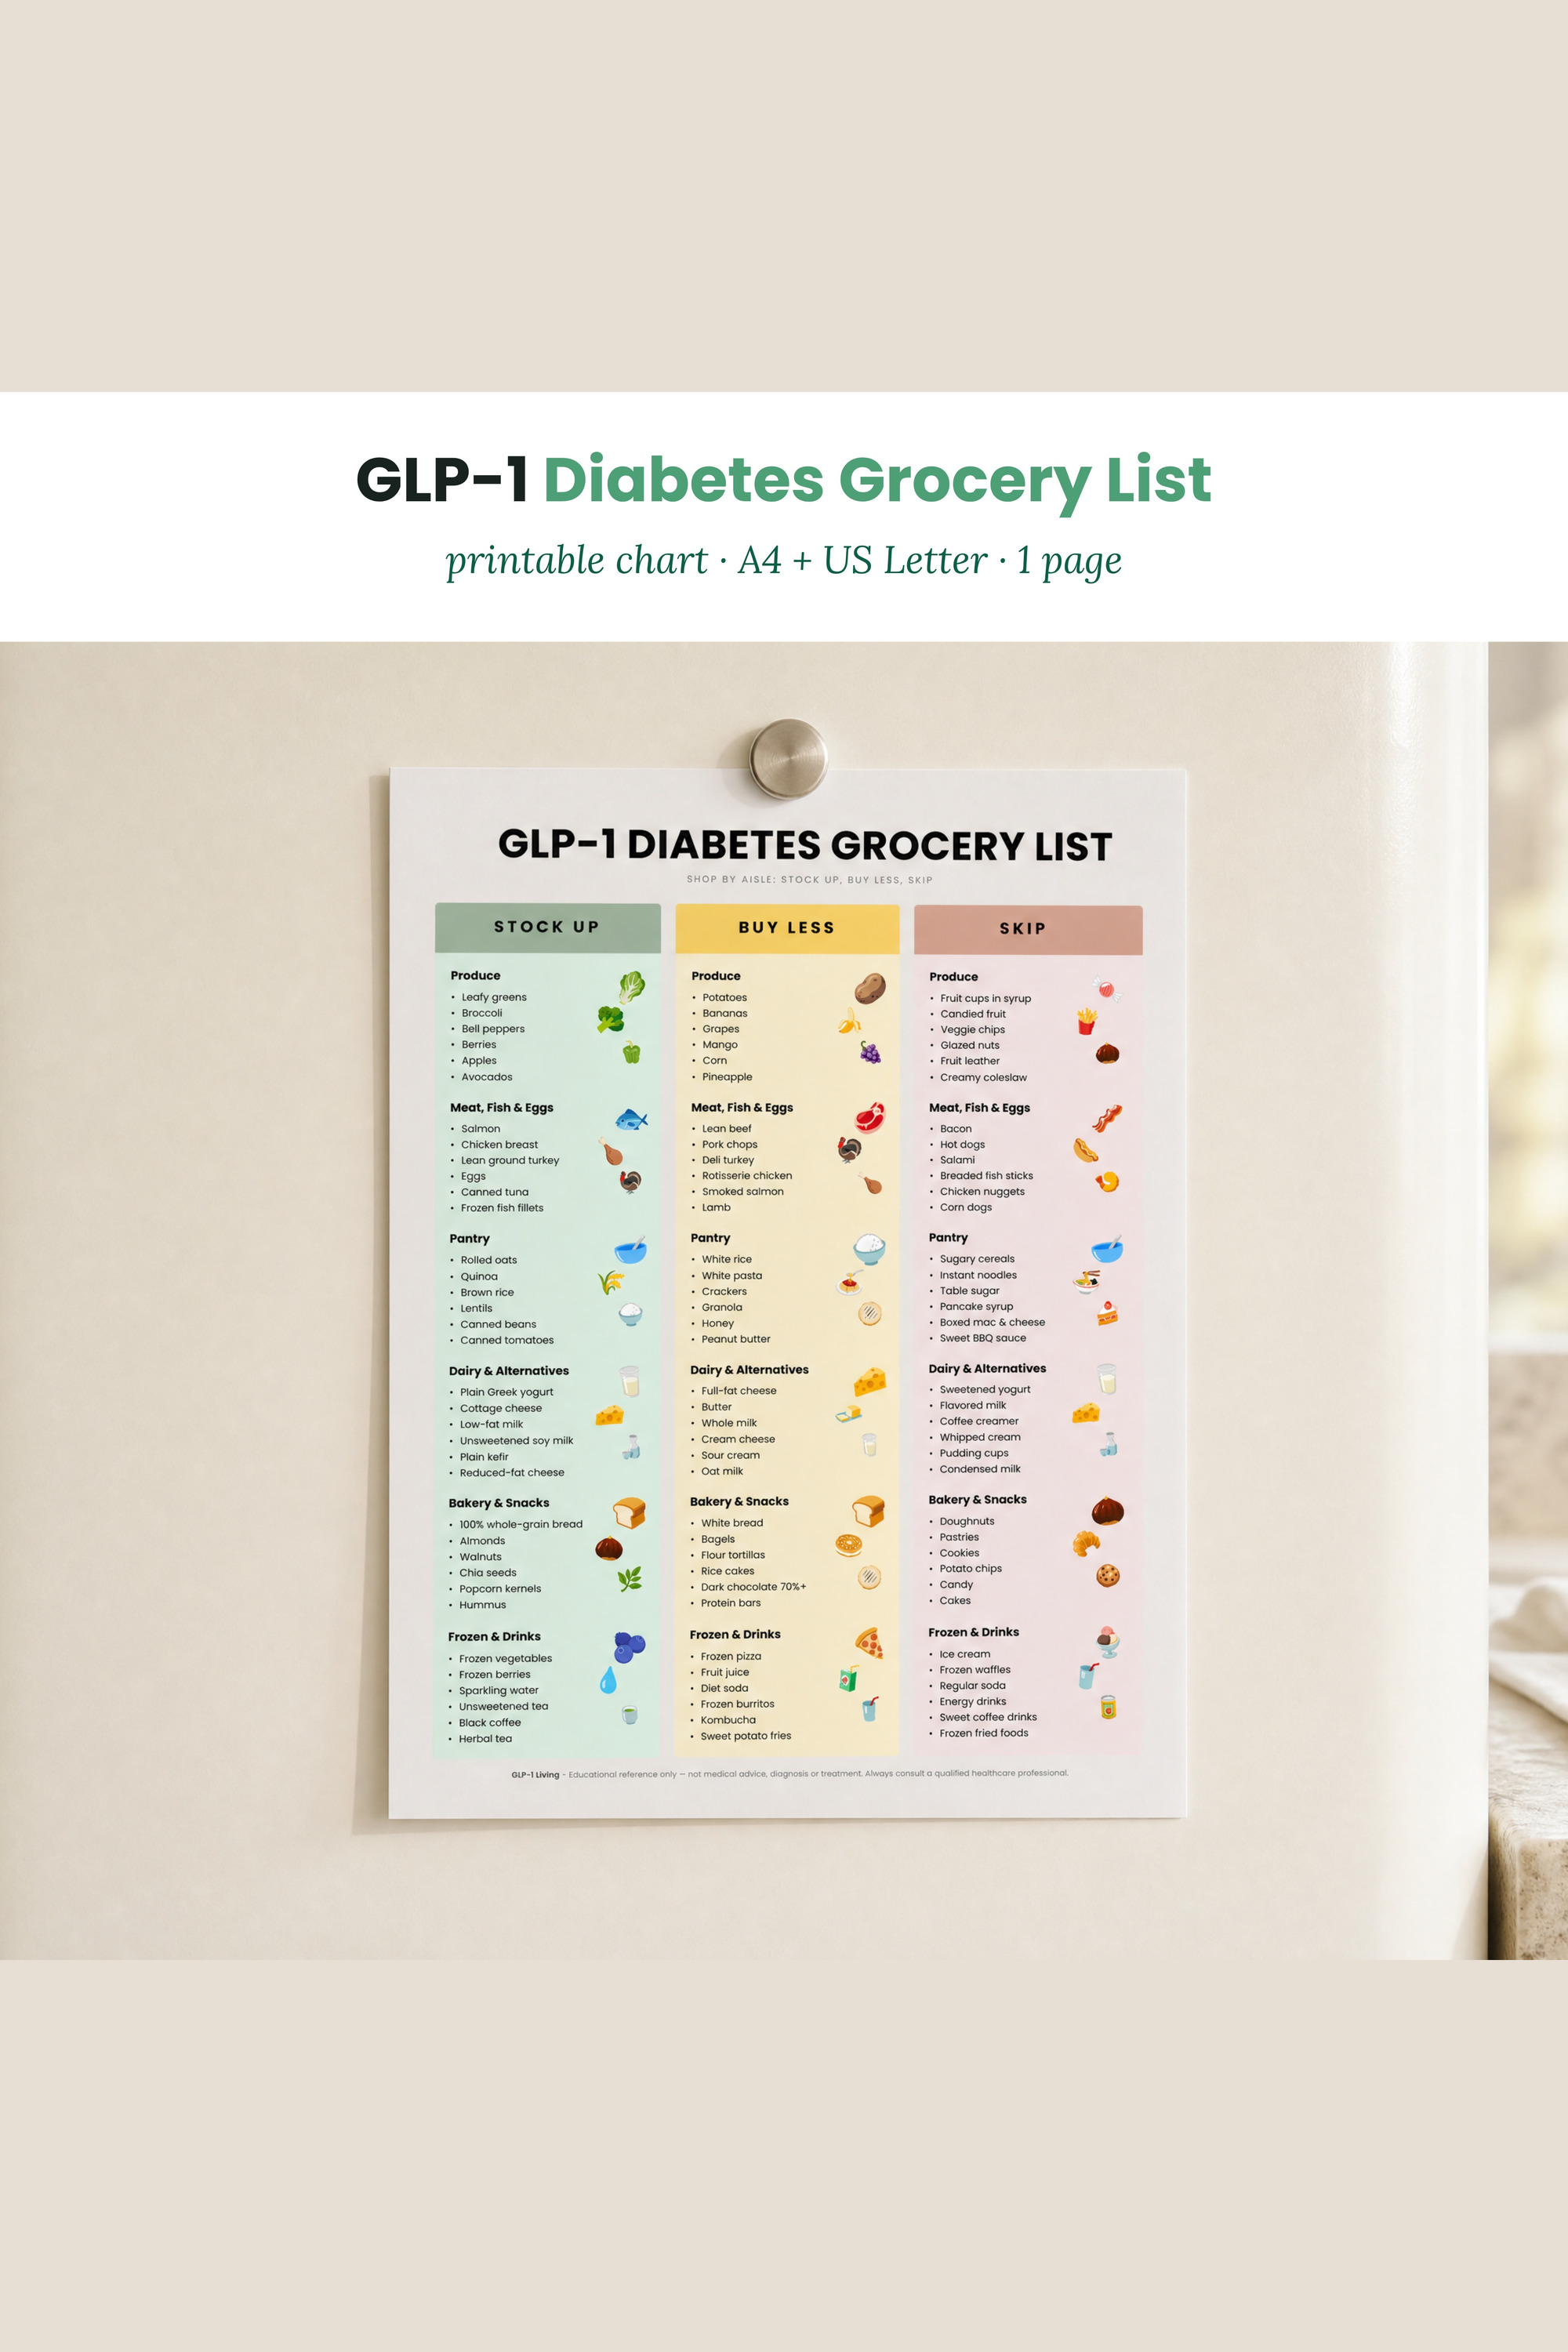 GLP-1 Diabetes Grocery List
printable chart · A4 + US Letter · 1 page
GLP-1 DIABETES GROCERY LIST
SHOP BY AISLE: STOCK UP, BUY LESS, SKIP
STOCK UP
Produce
• Leafy greens
• Broccoli
• Bell peppers
• Berries
• Apples
• Avocados
Meat, Fish & Eggs
• Salmon
• Chicken breast
• Lean ground turkey
• Eggs
• Canned tuna
• Frozen fish fillets
Pantry
• Rolled oats
• Quinoa
• Brown rice
• Lentils
• Canned beans
• Canned tomatoes
Dairy & Alternatives
• Plain Greek yogurt
• Cottage cheese
• Low-fat milk
• Unsweetened soy milk
• Plain kefir
• Reduced-fat cheese
Bakery & Snacks
• 100% whole-grain bread
• Almonds
• Walnuts
• Chia seeds
• Popcorn kernels
• Hummus
Frozen & Drinks
• Frozen vegetables
• Frozen berries
• Sparkling water
• Unsweetened tea
• Black coffee
• Herbal tea
BUY LESS
Produce
• Potatoes
• Bananas
• Grapes
• Mango
• Corn
• Pineapple
Meat, Fish & Eggs
• Lean beef
• Pork chops
• Deli turkey
• Rotisserie chicken
• Smoked salmon
• Lamb
Pantry
• White rice
• White pasta
• Crackers
• Granola
• Honey
• Peanut butter
Dairy & Alternatives
• Full-fat cheese
• Butter
• Whole milk
• Cream cheese
• Sour cream
• Oat milk
Bakery & Snacks
• White bread
• Bagels
• Flour tortillas
• Rice cakes
• Dark chocolate 70%+
• Protein bars
Frozen & Drinks
• Frozen pizza
• Fruit juice
• Diet soda
• Frozen burritos
• Kombucha
• Sweet potato fries
SKIP
Produce
• Fruit cups in syrup
• Candied fruit
• Veggie chips
• Glazed nuts
• Fruit leather
• Creamy coleslaw
Meat, Fish & Eggs
• Bacon
• Hot dogs
• Salami
• Breaded fish sticks
• Chicken nuggets
• Corn dogs
Pantry
• Sugary cereals
• Instant noodles
• Table sugar
• Pancake syrup
• Boxed mac & cheese
• Sweet BBQ sauce
Dairy & Alternatives
• Sweetened yogurt
• Flavored milk
• Coffee creamer
• Whipped cream
• Pudding cups
• Condensed milk
Bakery & Snacks
• Doughnuts
• Pastries
• Cookies
• Potato chips
• Candy
• Cakes
Frozen & Drinks
• Ice cream
• Frozen waffles
• Regular soda
• Energy drinks
• Sweet coffee drinks
• Frozen fried foods
GLP-1 Living - Educational reference only — not medical advice, diagnosis or treatment. Always consult a qualified healthcare professional.